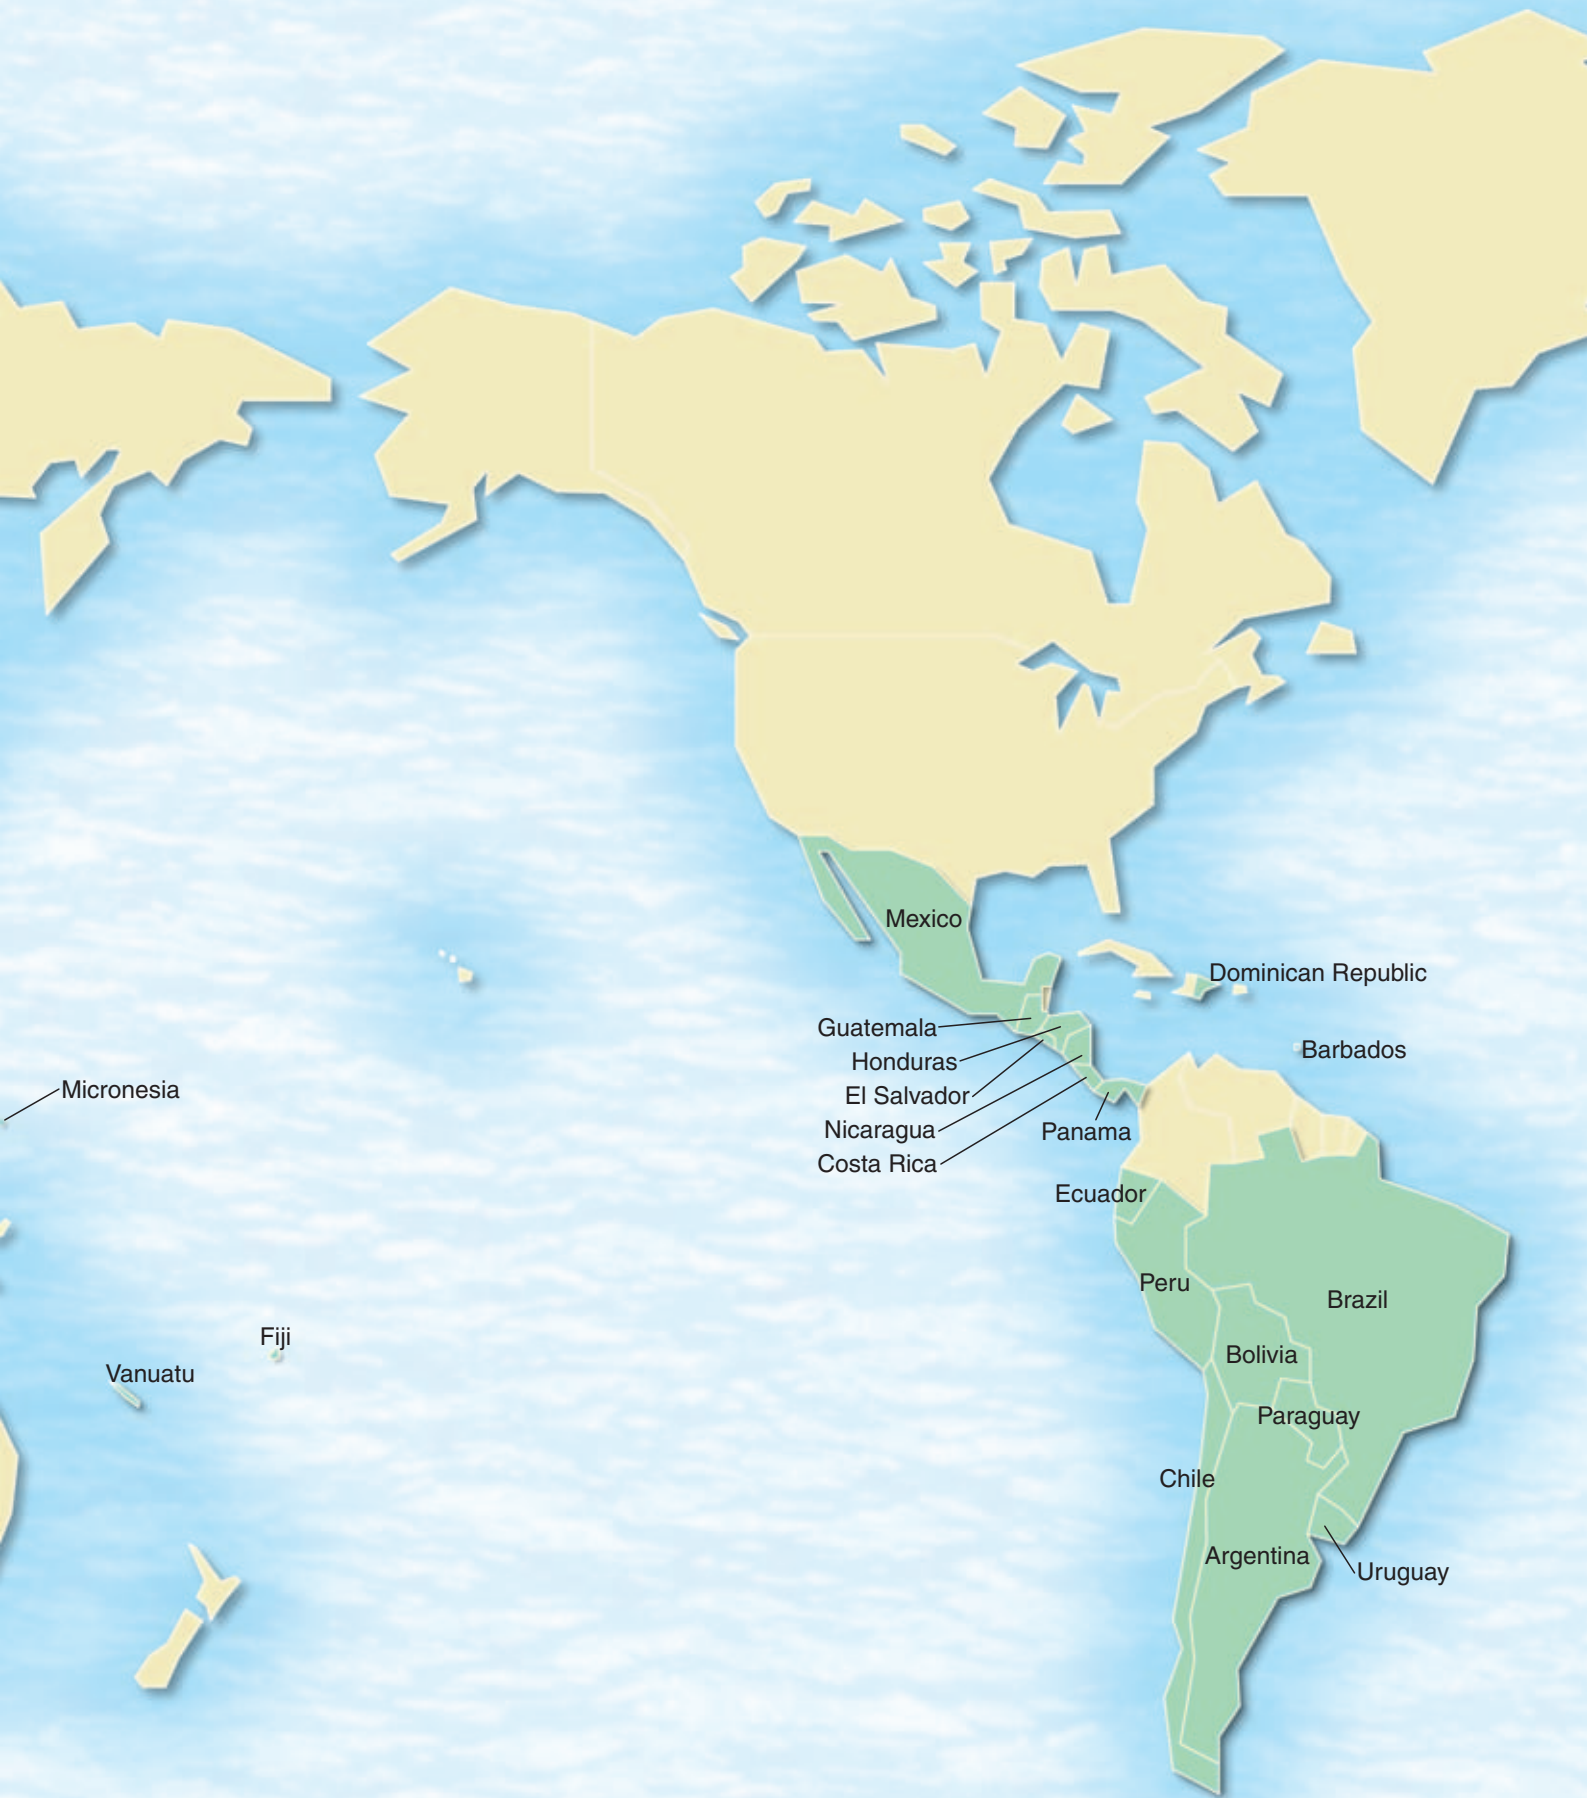 Mexico
Dominican Republic
Guatemala
Barbados
Honduras
Micronesia
El Salvador
Nicaragua
Panama
Costa Rica
Ecuador
Peru
Brazil
Fiji
Bolivia
Vanuatu
Paraguay
Chile
Argentina
Uruguay